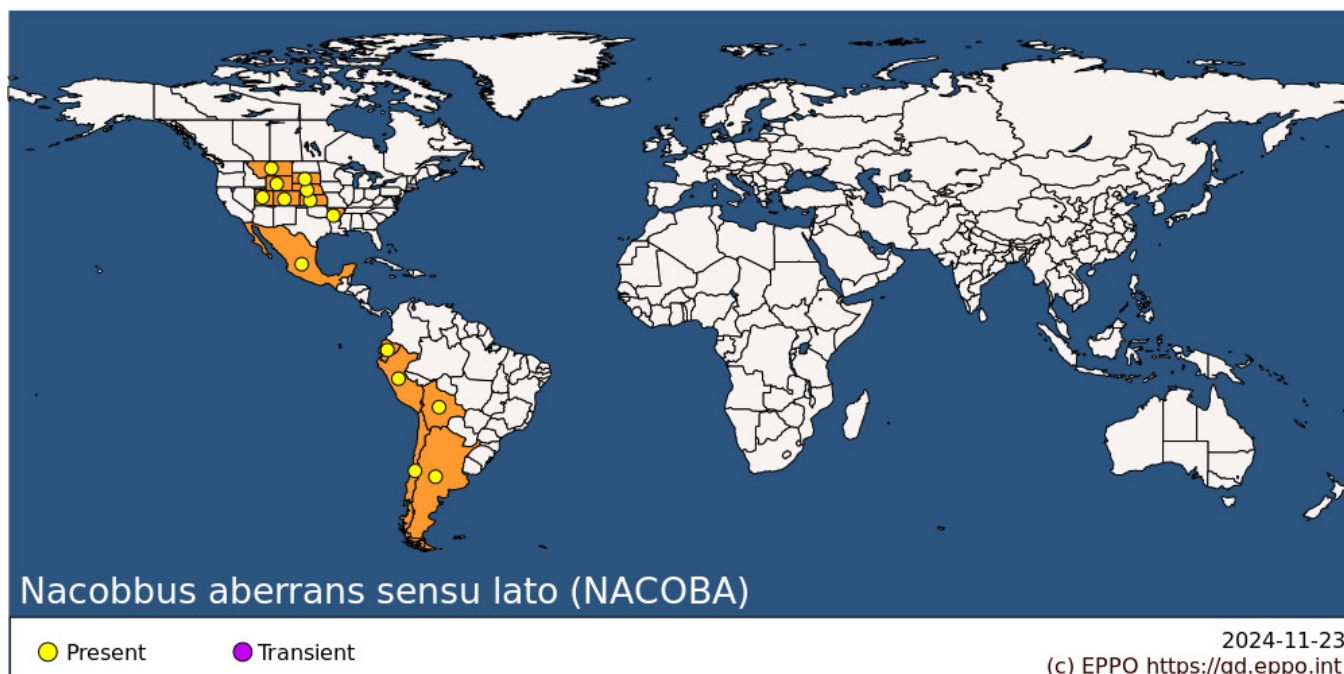 Nacobbus aberrans sensu lato (NACOBA)
Present
Transient
2024-11-23
(c) EPPO https://gd.eppo.int